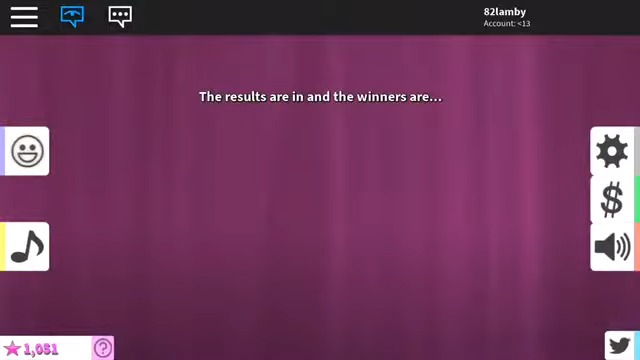 82lamby
Account: <13
The results are in and the winners are...
$
1,051
?